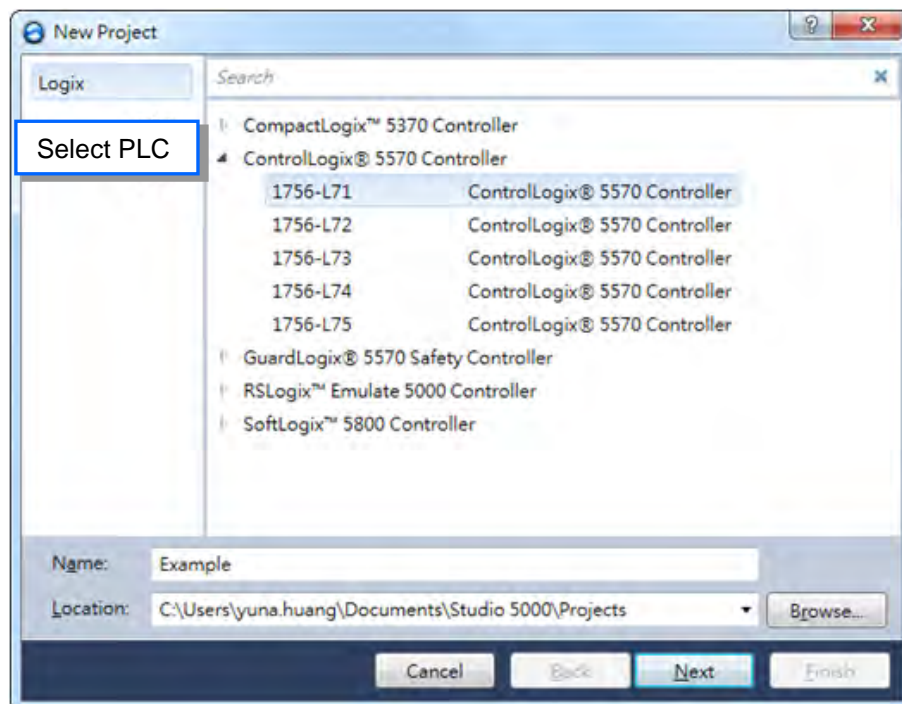 New Project
Logix
Search
Select PLC
CompactLogix™ 5370 Controller
ControlLogix® 5570 Controller
1756-L71 ControlLogix® 5570 Controller
1756-L72 ControlLogix® 5570 Controller
1756-L73 ControlLogix® 5570 Controller
1756-L74 ControlLogix® 5570 Controller
1756-L75 ControlLogix® 5570 Controller
GuardLogix® 5570 Safety Controller
RSLogix™ Emulate 5000 Controller
SoftLogix™ 5800 Controller
Name: Example
Location: C:\Users\yuna.huang\Documents\Studio 5000\Projects Browse...
Cancel Back Next Finish